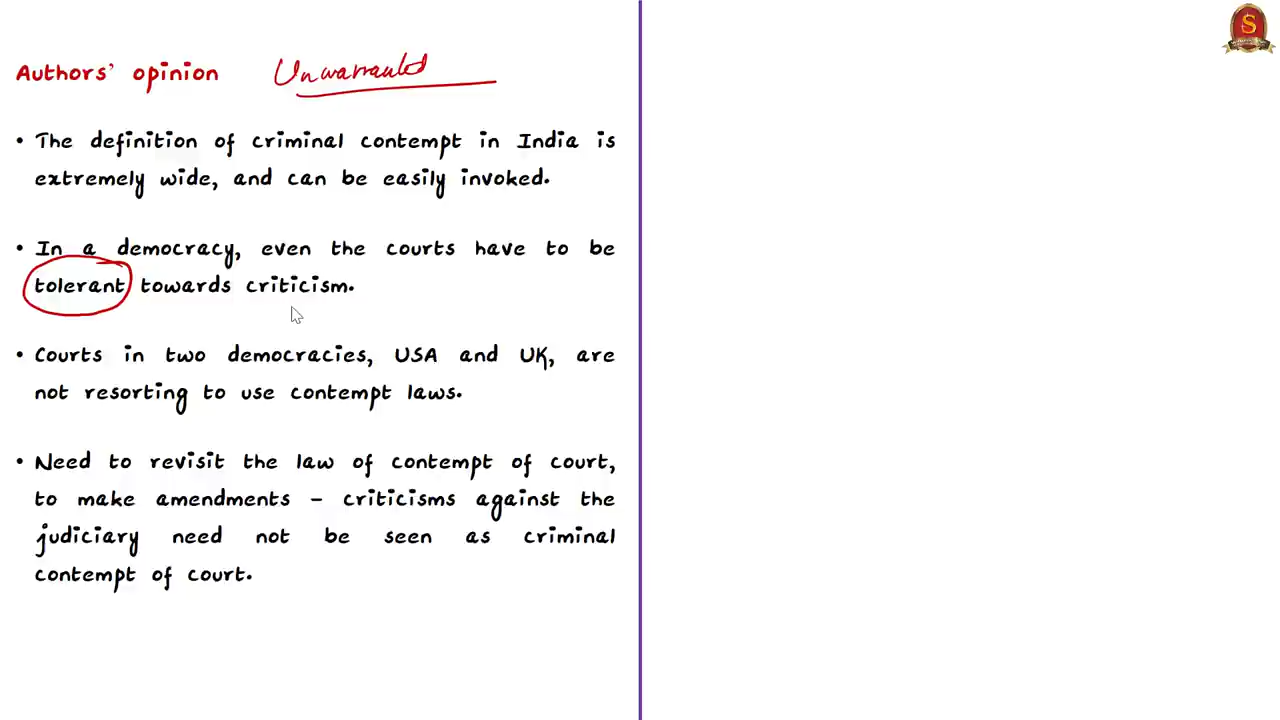 Authors' opinion Unwarranted
• The definition of criminal contempt in India is
extremely wide, and can be easily invoked.
• In a democracy, even the courts have to be
tolerant towards criticism.
• Courts in two democracies, USA and UK, are
not resorting to use contempt laws.
• Need to revisit the law of contempt of court,
to make amendments – criticisms against the
judiciary need not be seen as criminal
contempt of court.
S